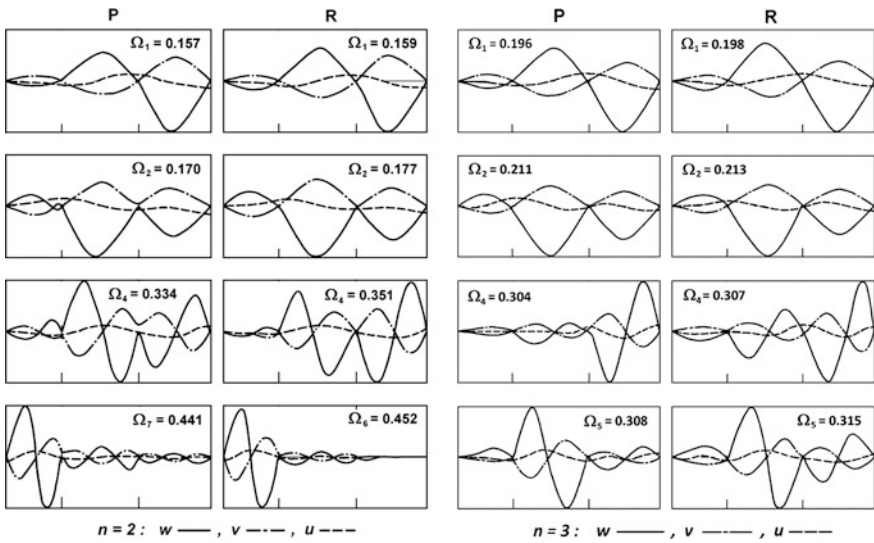 P R P R
Ω₁ = 0.157 Ω₁ = 0.159 Ω₁ = 0.196 Ω₁ = 0.198
Ω₂ = 0.170 Ω₂ = 0.177 Ω₂ = 0.211 Ω₂ = 0.213
Ω₄ = 0.334 Ω₄ = 0.351 Ω₄ = 0.304 Ω₄ = 0.307
Ω₇ = 0.441 Ω₆ = 0.452 Ω₅ = 0.308 Ω₅ = 0.315
n = 2 : w , v , u n = 3 : w , v , u